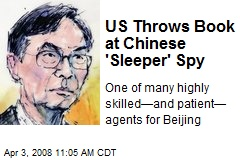 US Throws Book
at Chinese
'Sleeper' Spy
One of many highly
skilled—and patient—
agents for Beijing
Apr 3, 2008 11:05 AM CDT